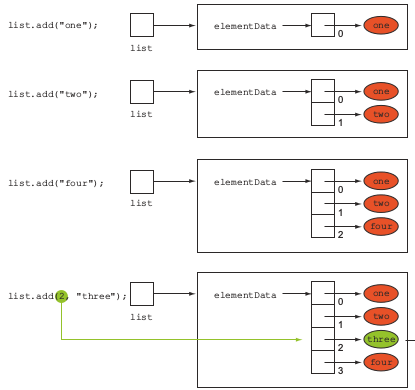 list.add("one"); list elementData 0 one
list.add("two"); list elementData 0 one
1 two
list.add("four"); list elementData 0 one
1 two
2 four
list.add(2, "three"); list elementData 0 one
1 two
2 three
3 four